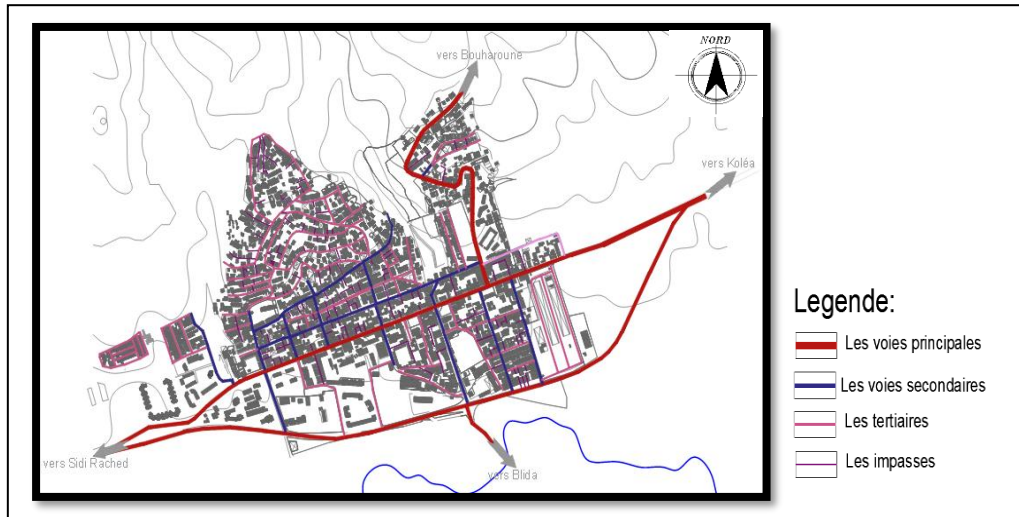 NORD
vers Bouharoune
vers Koléa
vers Sidi Rached
vers Blida
Legende:
Les voies principales
Les voies secondaires
Les tertiaires
Les impasses